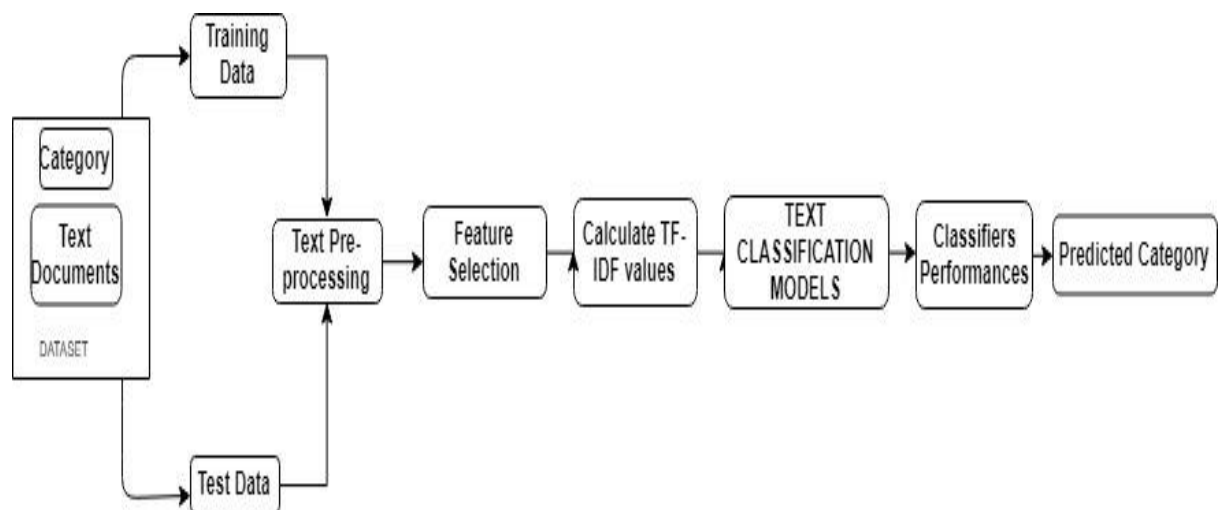 Training
Data
Category
Text
Documents
DATASET
Text Pre-
processing
Feature
Selection
Calculate TF-
IDF values
TEXT
CLASSIFICATION
MODELS
Classifiers
Performances
Predicted Category
Test Data